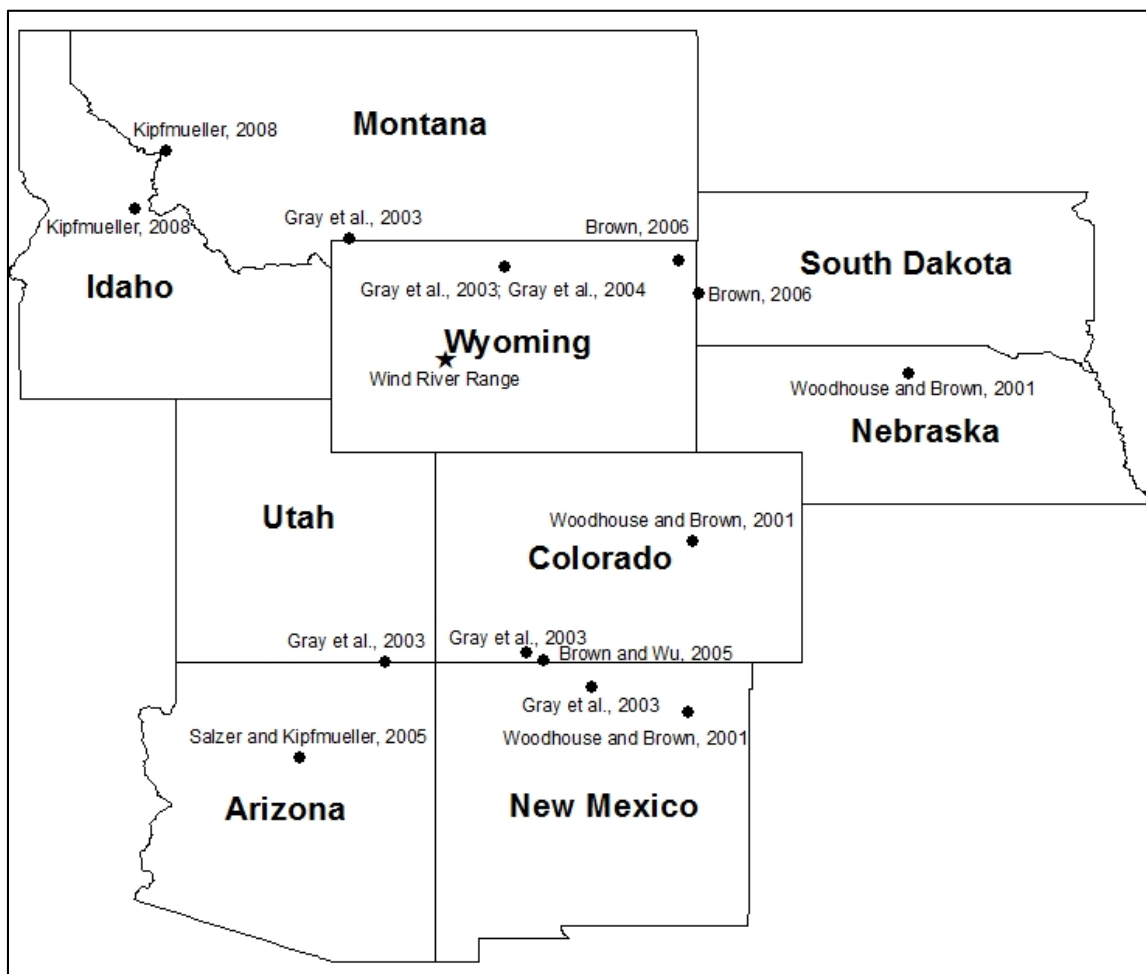 Montana
Kipfmueller, 2008
Kipfmueller, 2008
Gray et al., 2003
Brown, 2006
Idaho
South Dakota
Gray et al., 2003; Gray et al., 2004
Brown, 2006
Wyoming
Wind River Range
Woodhouse and Brown, 2001
Nebraska
Utah
Woodhouse and Brown, 2001
Colorado
Gray et al., 2003
Gray et al., 2003
Brown and Wu, 2005
Gray et al., 2003
Salzer and Kipfmueller, 2005
Woodhouse and Brown, 2001
Arizona
New Mexico